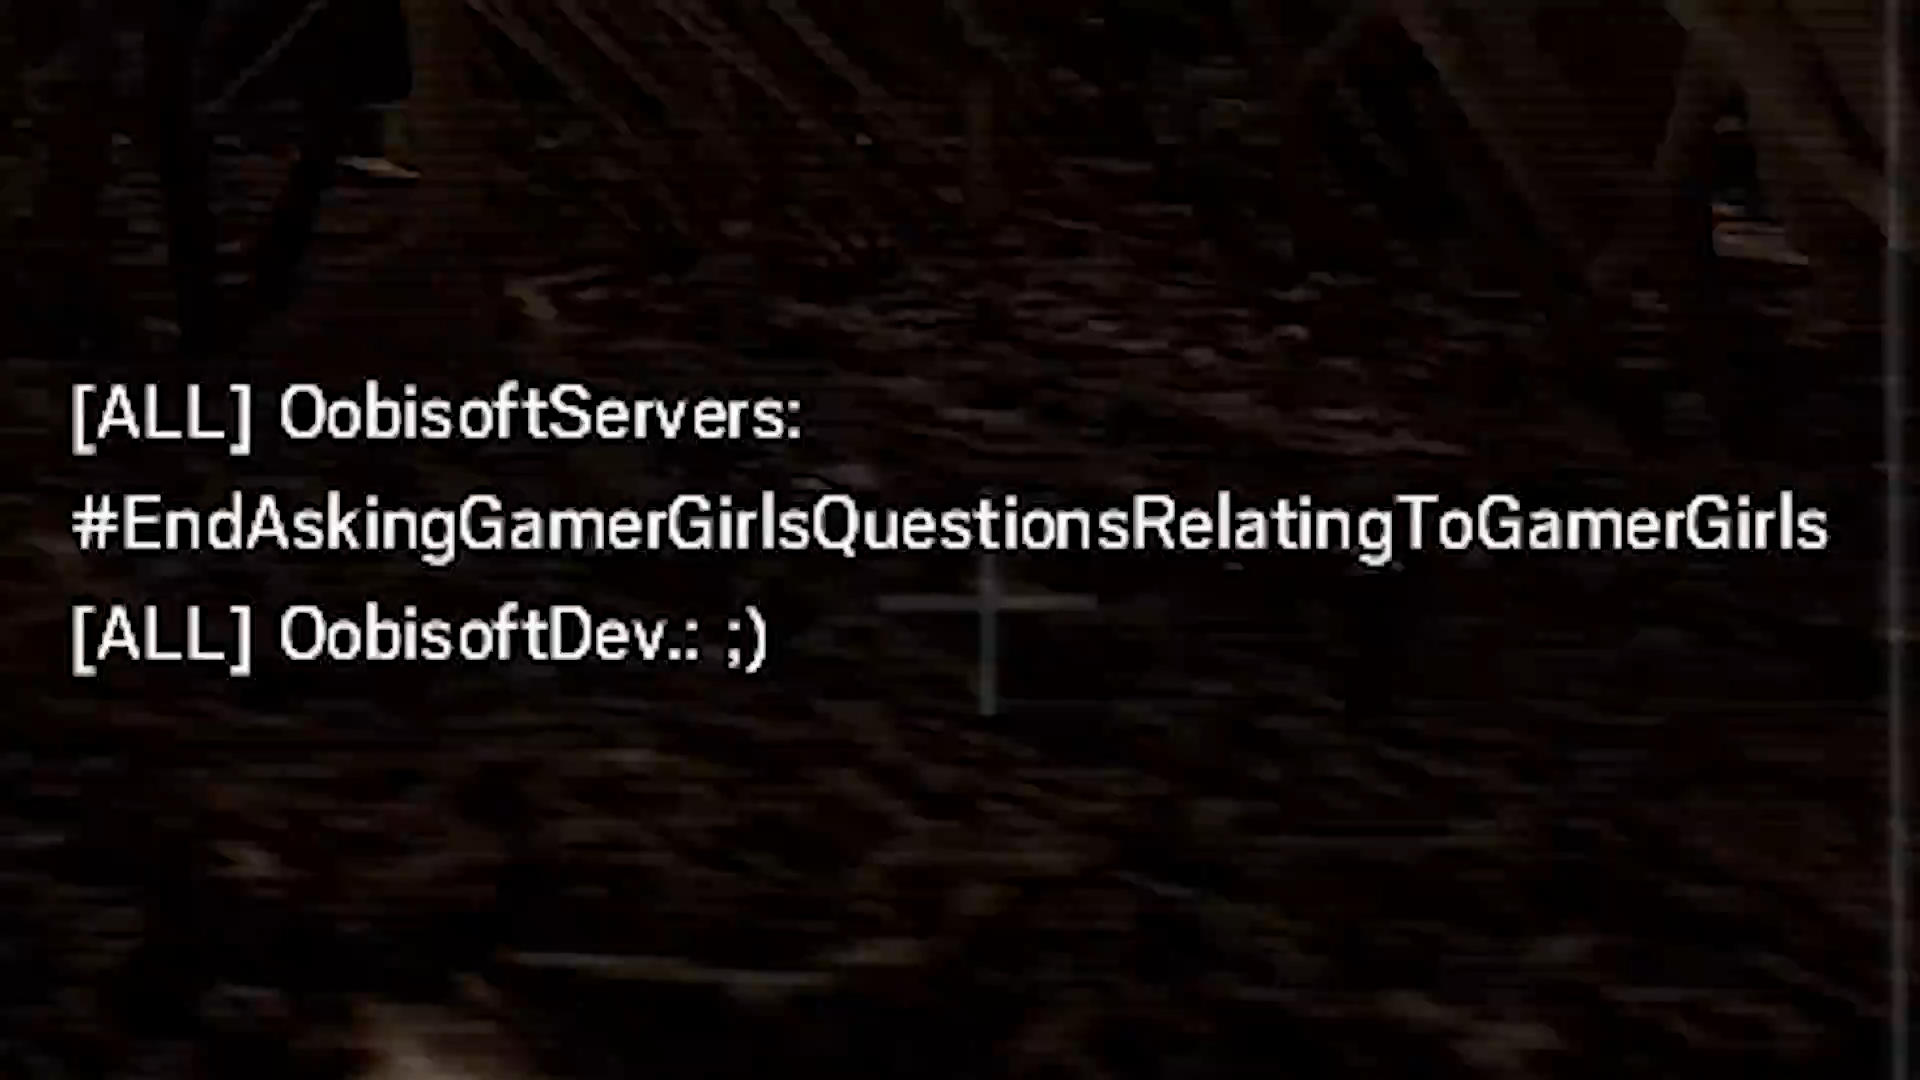 [ALL] OobisoftServers:
#EndAskingGamerGirlsQuestionsRelatingToGamerGirls
[ALL] OobisoftDev.: ;)